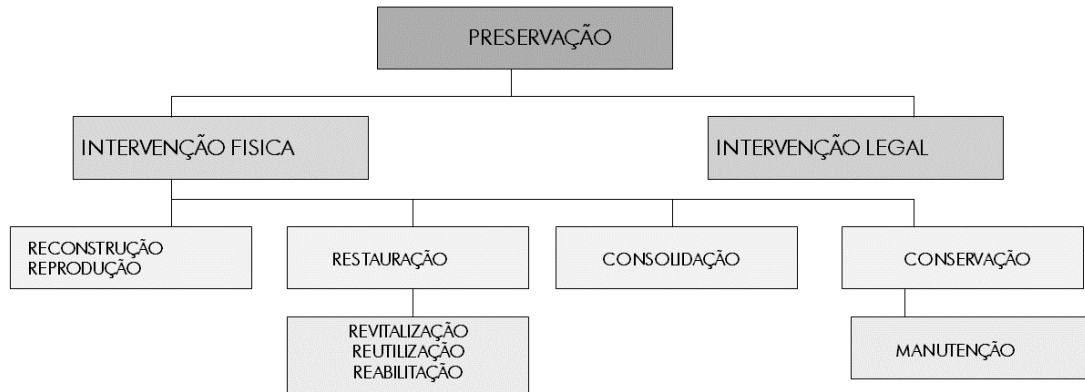 PRESERVAÇÃO
INTERVENÇÃO FISICA
INTERVENÇÃO LEGAL
RECONSTRUÇÃO
REPRODUÇÃO
RESTAURAÇÃO
CONSOLIDAÇÃO
CONSERVAÇÃO
REVITALIZAÇÃO
REUTILIZAÇÃO
REABILITAÇÃO
MANUTENÇÃO